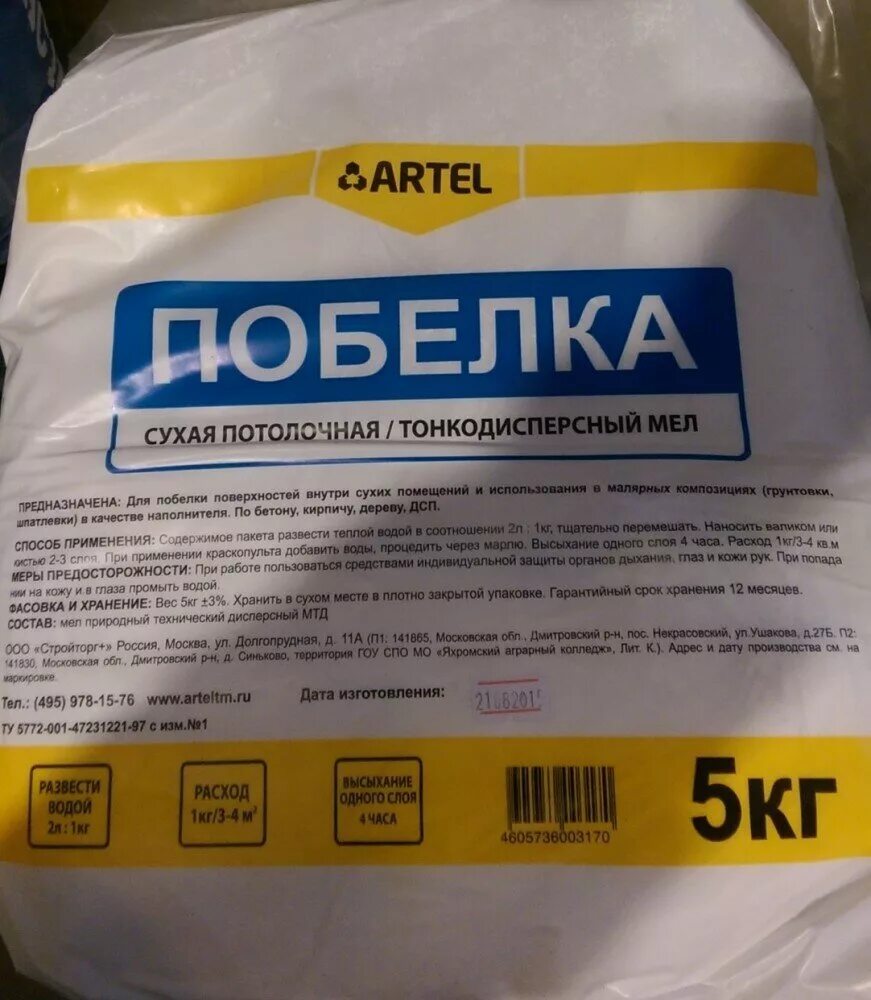 ARTEL
ПОБЕЛКА
СУХАЯ ПОТОЛОЧНАЯ / ТОНКОДИСПЕРСНЫЙ МЕЛ
ПРЕДНАЗНАЧЕНА: Для побелки поверхностей внутри сухих помещений и использования в малярных композициях (грунтовки,
шпатлевки) в качестве наполнителя. По бетону, кирпичу, дереву, ДСП.
СПОСОБ ПРИМЕНЕНИЯ: Содержимое пакета развести теплой водой в соотношении 2л : 1кг, тщательно перемешать. Наносить валиком или
кистью 2-3 слоя. При применении краскопульта добавить воды, процедить через марлю. Высыхание одного слоя 4 часа. Расход 1кг/3-4 кв.м
МЕРЫ ПРЕДОСТОРОЖНОСТИ: При работе пользоваться средствами индивидуальной защиты органов дыхания, глаз и кожи рук. При попада
нии на кожу и в глаза промыть водой.
ФАСОВКА И ХРАНЕНИЕ: Вес 5кг ±3%. Хранить в сухом месте в плотно закрытой упаковке. Гарантийный срок хранения 12 месяцев.
СОСТАВ: мел природный технический дисперсный МТД
ООО «Стройторг+» Россия, Москва, ул. Долгопрудная, д. 11А (П1: 141865, Московская обл., Дмитровский р-н, пос. Некрасовский, ул.Ушакова, д.27Б. П2:
141830, Московская обл., Дмитровский р-н, д. Синьково, территория ГОУ СПО МО «Яхромский аграрный колледж», Лит. К.). Адрес и дату производства см. на
маркировке.
Тел.: (495) 978-15-76 www.arteltm.ru Дата изготовления:
ТУ 5772-001-47231221-97 с изм.№1
РАЗВЕСТИ
ВОДОЙ
2л : 1кг
РАСХОД
1кг/3-4 м²
ВЫСЫХАНИЕ
ОДНОГО СЛОЯ
4 ЧАСА
4605736003170
5кг